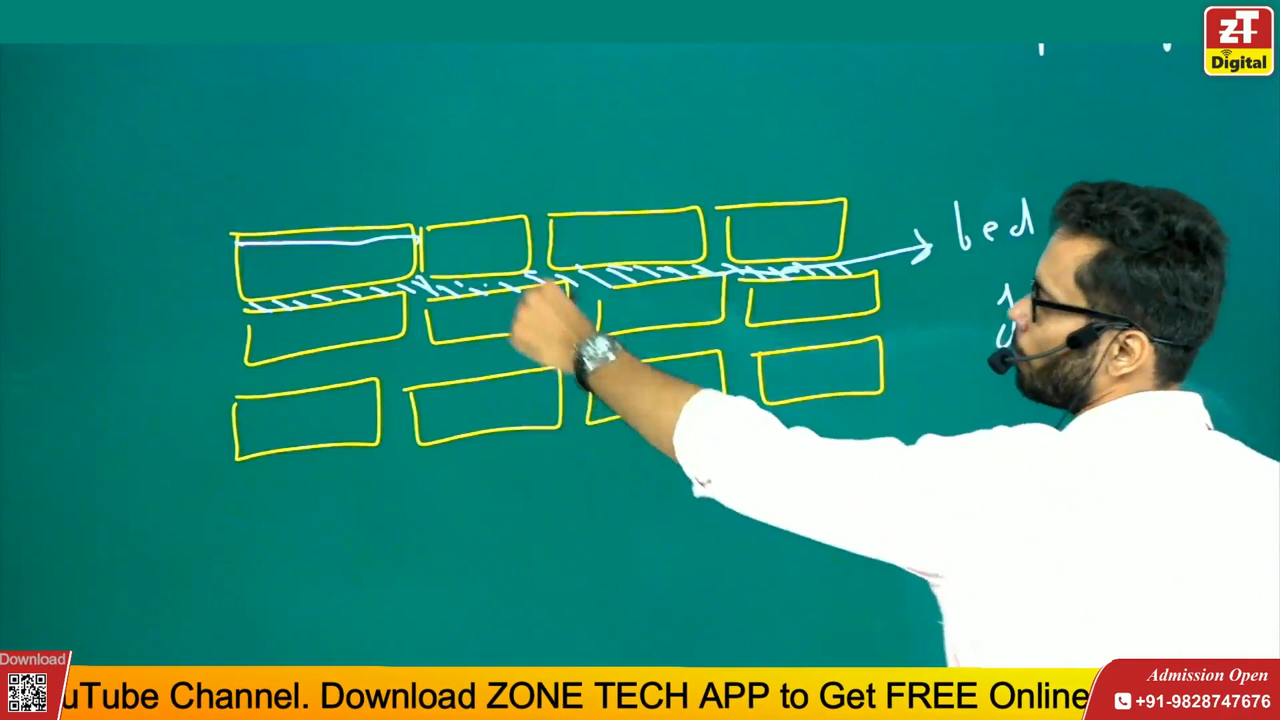 ZT
Digital
bed
Download
uTube Channel. Download ZONE TECH APP to Get FREE Online
Admission Open
+91-9828747676